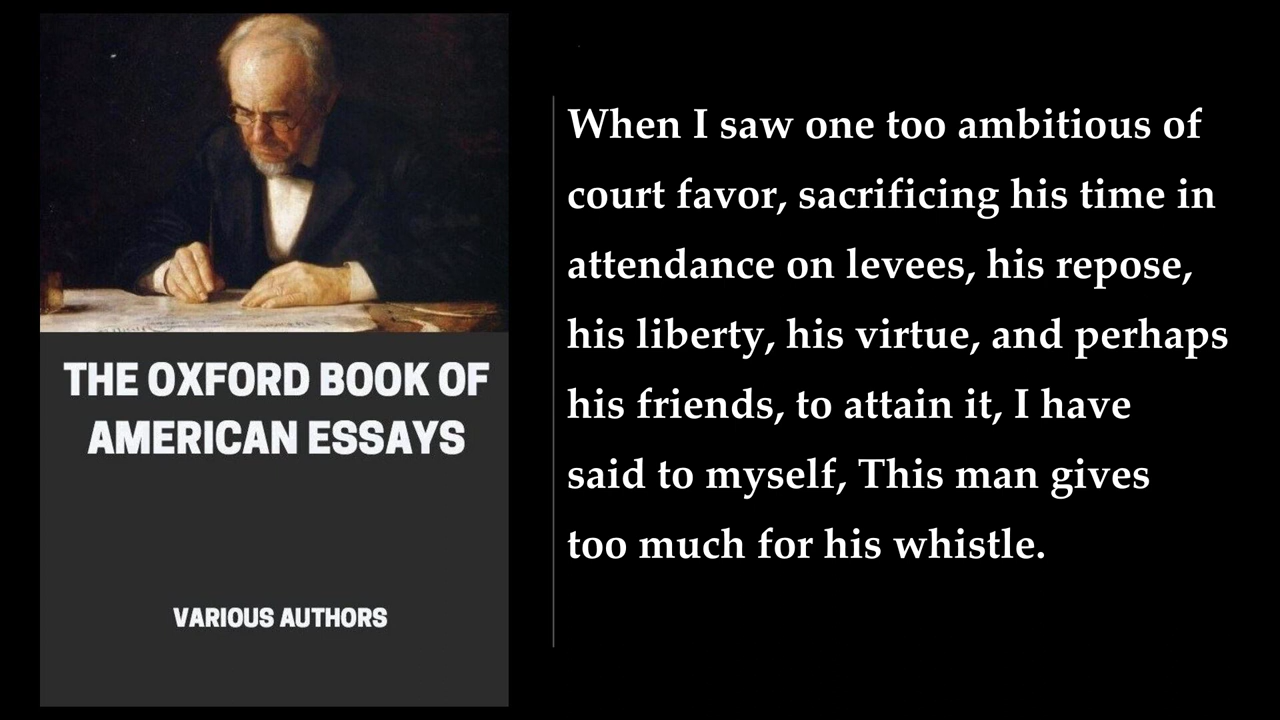 THE OXFORD BOOK OF
AMERICAN ESSAYS
VARIOUS AUTHORS
When I saw one too ambitious of
court favor, sacrificing his time in
attendance on levees, his repose,
his liberty, his virtue, and perhaps
his friends, to attain it, I have
said to myself, This man gives
too much for his whistle.